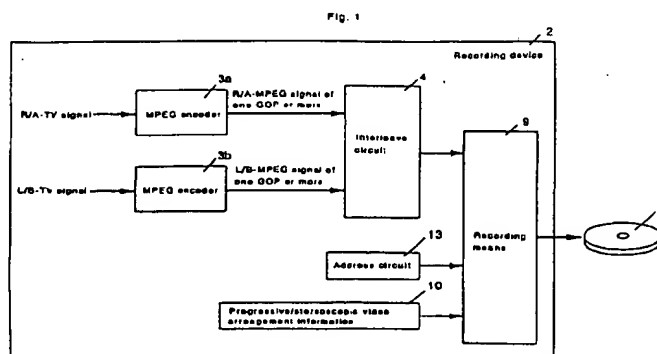 Fig. 1
2
Recording device
3a
R/A-TV signal
MPEG encoder
R/A-MPEG signal of
one GOP or more
4
Interleave
circuit
9
3b
L/B-TV signal
MPEG encoder
L/B-MPEG signal of
one GOP or more
Recording
means
13
Address circuit
10
Progressive/stereoscopic video
arrangement information